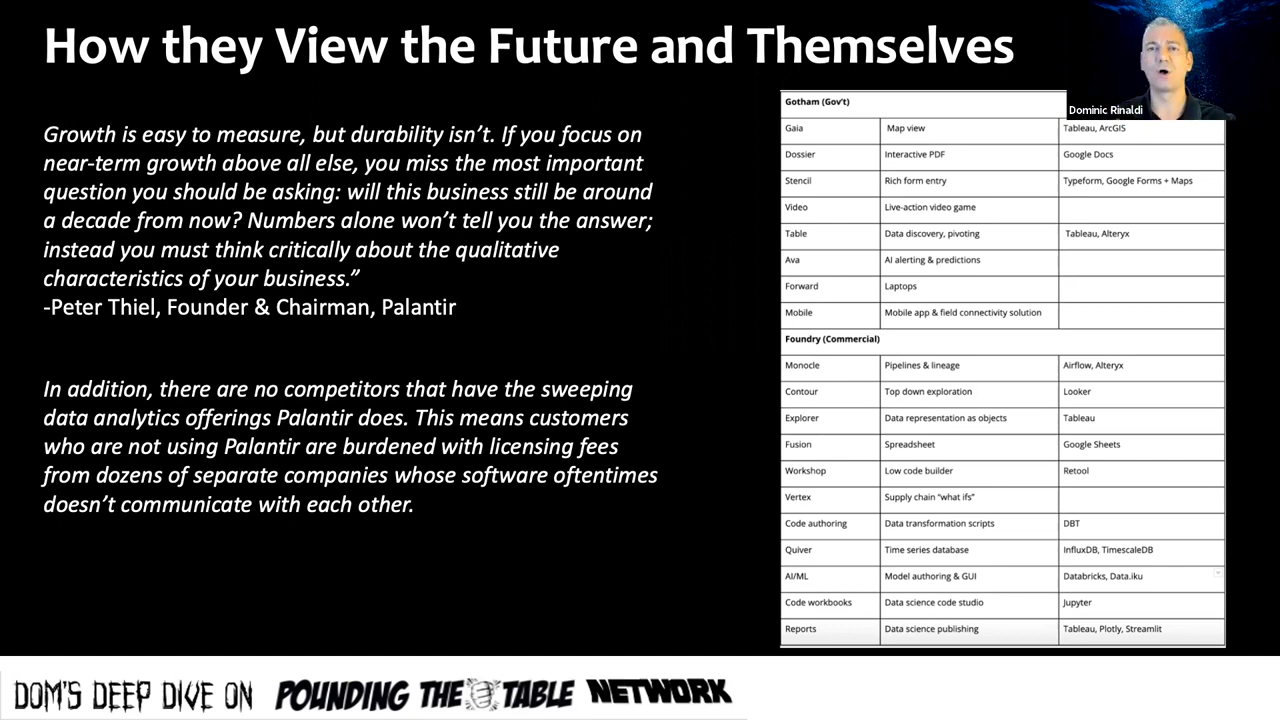 How they View the Future and Themselves
Dominic Rinaldi
Growth is easy to measure, but durability isn't. If you focus on
near-term growth above all else, you miss the most important
question you should be asking: will this business still be around
a decade from now? Numbers alone won't tell you the answer;
instead you must think critically about the qualitative
characteristics of your business."
-Peter Thiel, Founder & Chairman, Palantir
In addition, there are no competitors that have the sweeping
data analytics offerings Palantir does. This means customers
who are not using Palantir are burdened with licensing fees
from dozens of separate companies whose software oftentimes
doesn't communicate with each other.
Gotham (Gov't)
Gaia Map view Tableau, ArcGIS
Dossier Interactive PDF Google Docs
Stencil Rich form entry Typeform, Google Forms + Maps
Video Live-action video game
Table Data discovery, pivoting Tableau, Alteryx
Ava AI alerting & predictions
Forward Laptops
Mobile Mobile app & field connectivity solution
Foundry (Commercial)
Monocle Pipelines & lineage Airflow, Alteryx
Contour Top down exploration Looker
Explorer Data representation as objects Tableau
Fusion Spreadsheet Google Sheets
Workshop Low code builder Retool
Vertex Supply chain "what ifs"
Code authoring Data transformation scripts DBT
Quiver Time series database InfluxDB, TimescaleDB
AI/ML Model authoring & GUI Databricks, Data.iku
Code workbooks Data science code studio Jupyter
Reports Data science publishing Tableau, Plotly, Streamlit
DOM'S DEEP DIVE ON POUNDING THE TABLE NETWORK